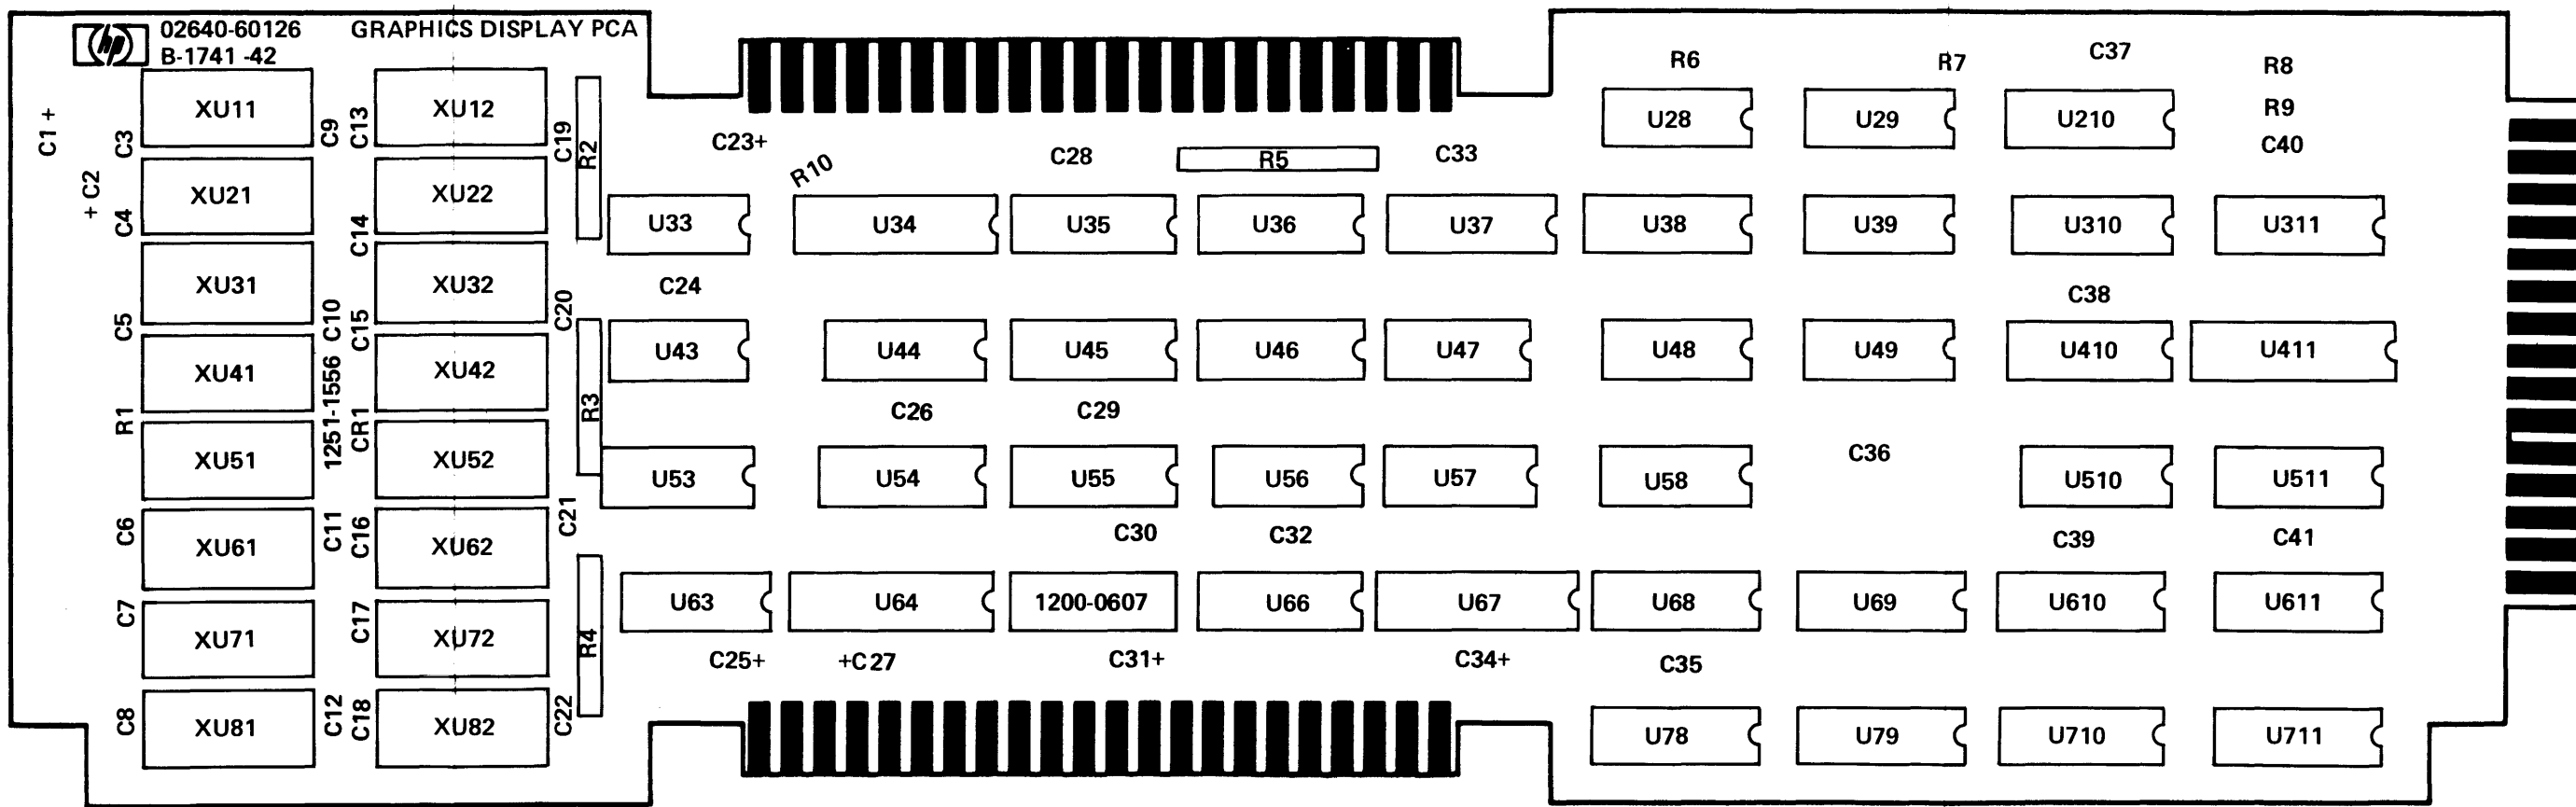 hp
02640-60126 GRAPHICS DISPLAY PCA
B-1741 -42
C1 +
+ C2
C3
C4
C5
R1
C6
C7
C8
XU11
XU21
XU31
XU41
XU51
XU61
XU71
XU81
C9
C10
1251-1556
C11
C12
C13
C14
C15
CR1
C16
C17
C18
XU12
XU22
XU32
XU42
XU52
XU62
XU72
XU82
C19
C20
C21
C22
R2
R3
R4
R6 R7 C37 R8
U28 U29 U210 R9
C23+ R10 C28 R5 C33 C40
U33 U34 U35 U36 U37 U38 U39 U310 U311
C24 C38
U43 U44 U45 U46 U47 U48 U49 U410 U411
C26 C29 C36
U53 U54 U55 U56 U57 U58 U510 U511
C30 C32 C39 C41
U63 U64 1200-0607 U66 U67 U68 U69 U610 U611
C25+ +C27 C31+ C34+ C35
U78 U79 U710 U711